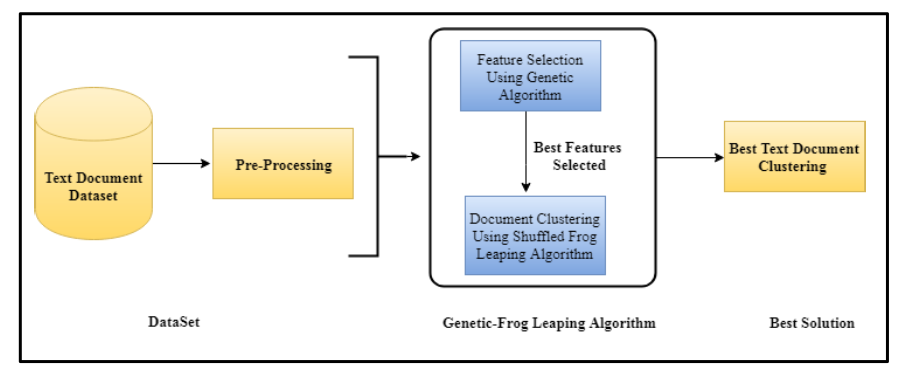 Text Document
Dataset
Pre-Processing
Feature Selection
Using Genetic
Algorithm
Best Features
Selected
Document Clustering
Using Shuffled Frog
Leaping Algorithm
Best Text Document
Clustering
DataSet
Genetic-Frog Leaping Algorithm
Best Solution